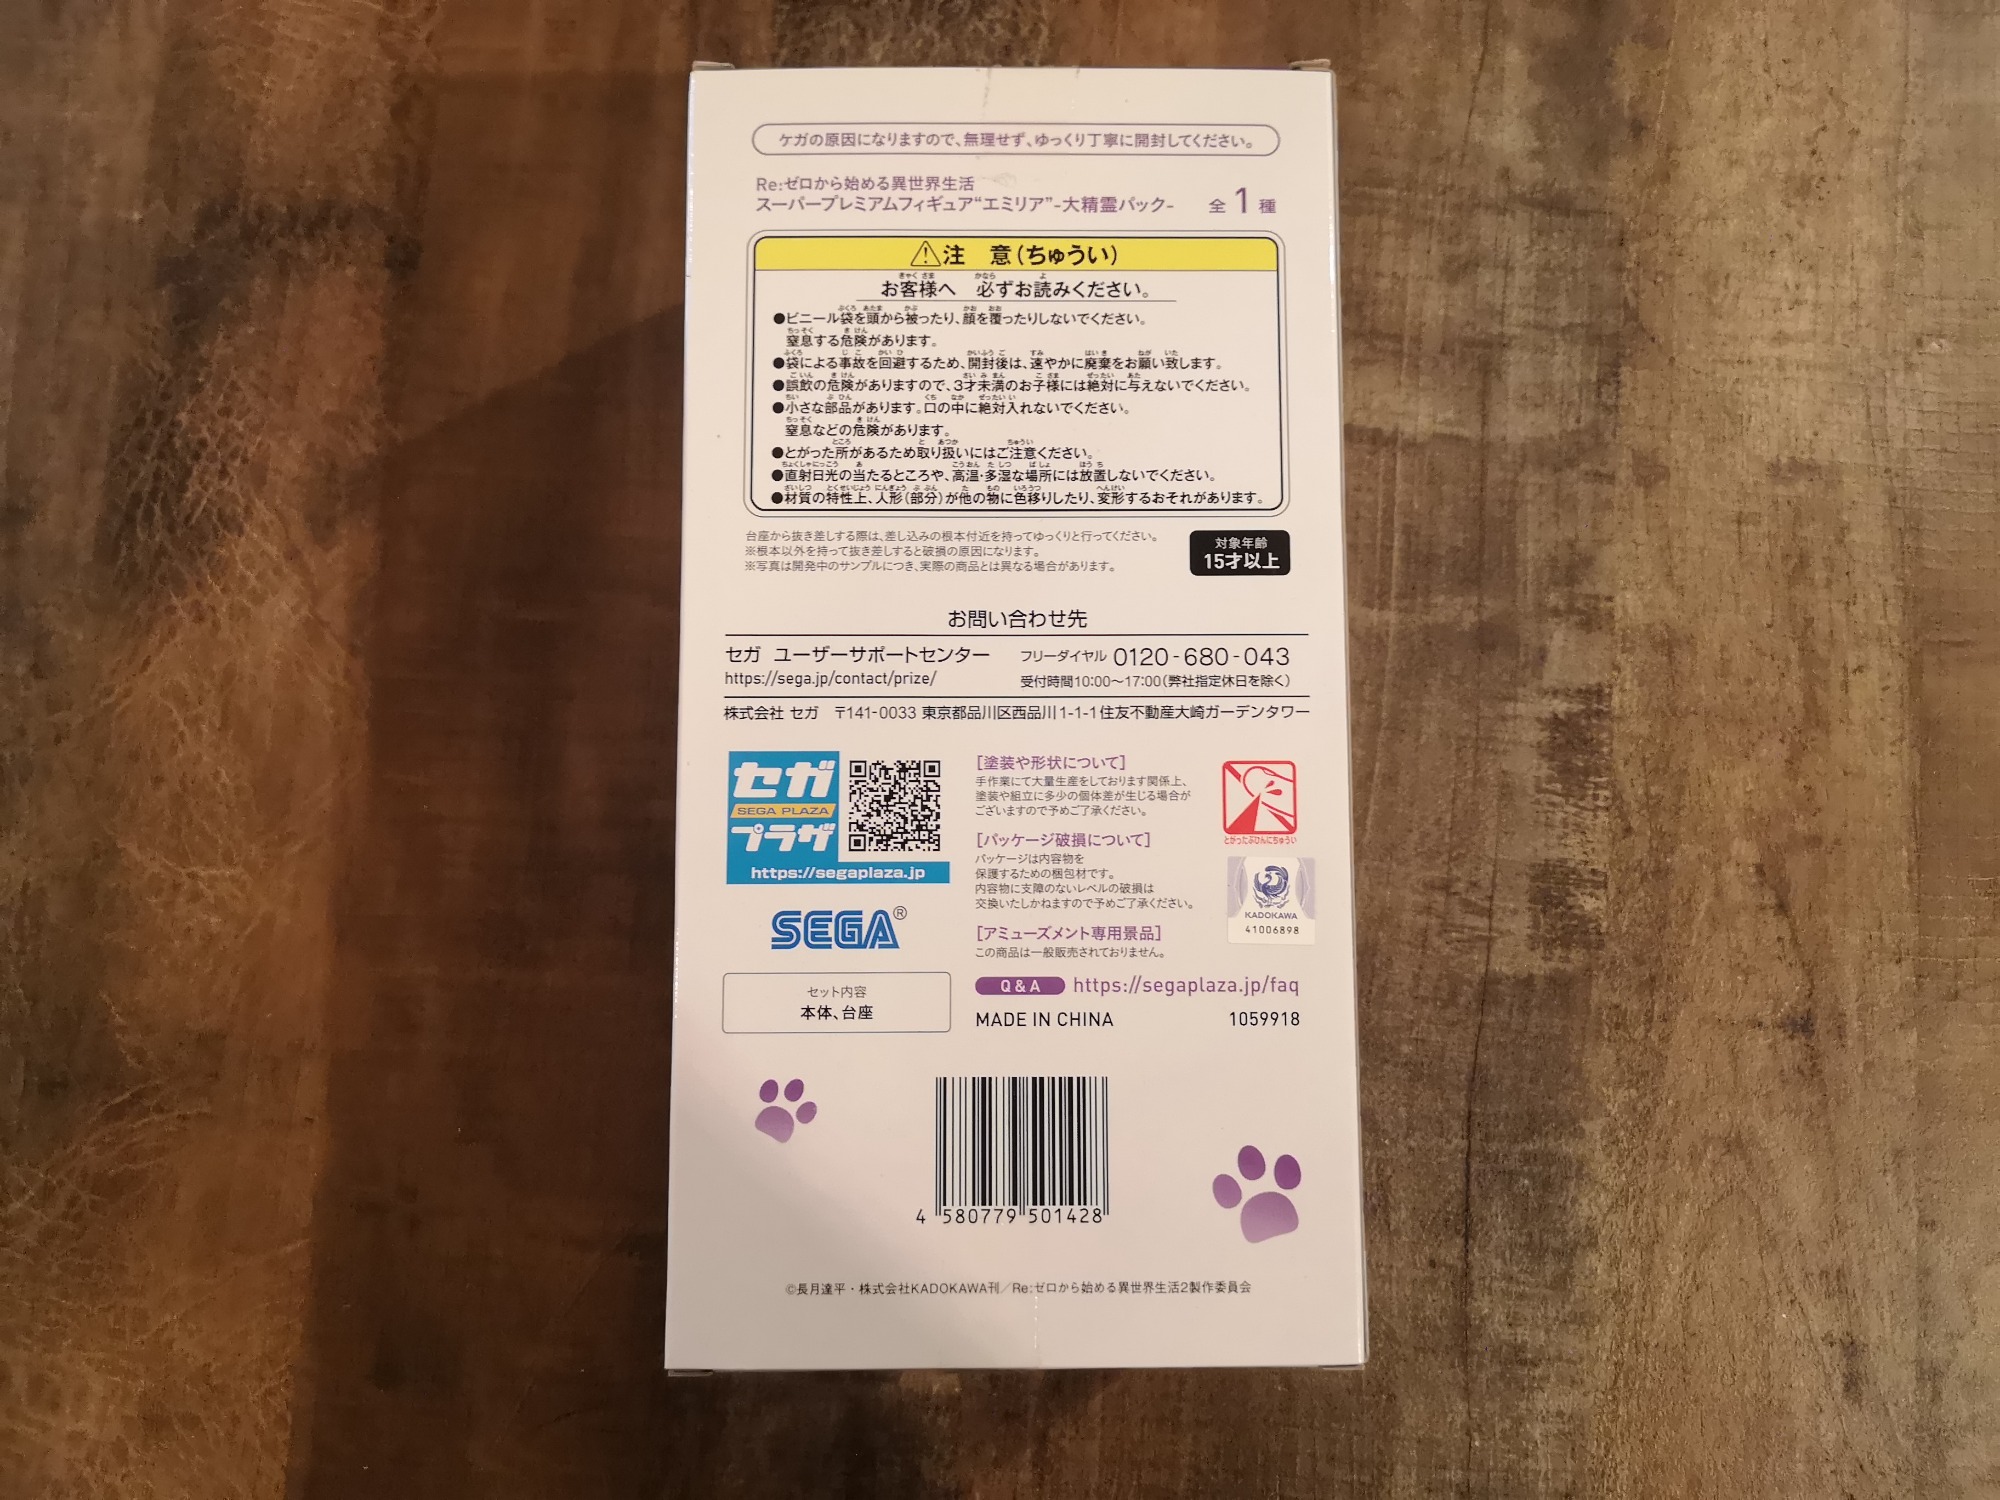 ケガの原因になりますので、無理せず、ゆっくり丁寧に開封してください。
Re:ゼロから始める異世界生活
スーパープレミアムフィギュア“エミリア”-大精霊パック- 全1種
⚠注 意(ちゅうい)
お客様へ 必ずお読みください。
●ビニール袋を頭から被ったり、顔を覆ったりしないでください。
窒息する危険があります。
●袋による事故を回避するため、開封後は、速やかに廃棄をお願い致します。
●誤飲の危険がありますので、3才未満のお子様には絶対に与えないでください。
●小さな部品があります。口の中に絶対入れないでください。
窒息などの危険があります。
●とがった所があるため取り扱いにはご注意ください。
●直射日光の当たるところや、高温・多湿な場所には放置しないでください。
●材質の特性上、人形(部分)が他の物に色移りしたり、変形するおそれがあります。
台座から抜き差しする際は、差し込みの根本付近を持ってゆっくりと行ってください。
※根本以外を持って抜き差しすると破損の原因になります。
※写真は開発中のサンプルにつき、実際の商品とは異なる場合があります。
対象年齢
15才以上
お問い合わせ先
セガ ユーザーサポートセンター フリーダイヤル 0120-680-043
https://sega.jp/contact/prize/ 受付時間10:00～17:00(弊社指定休日を除く)
株式会社 セガ 〒141-0033 東京都品川区西品川1-1-1住友不動産大崎ガーデンタワー
セガ
SEGA PLAZA
プラザ
https://segaplaza.jp
SEGA®
セット内容
本体、台座
[塗装や形状について]
手作業にて大量生産をしております関係上、
塗装や組立に多少の個体差が生じる場合が
ございますので予めご了承ください。
[パッケージ破損について]
パッケージは内容物を
保護するための梱包材です。
内容物に支障のないレベルの破損は
交換いたしかねますので予めご了承ください。
[アミューズメント専用景品]
この商品は一般販売されておりません。
とがったぶひんにちゅうい
KADOKAWA
41006898
Q&A https://segaplaza.jp/faq
MADE IN CHINA 1059918
4 580779 501428
©長月達平・株式会社KADOKAWA刊／Re:ゼロから始める異世界生活2製作委員会